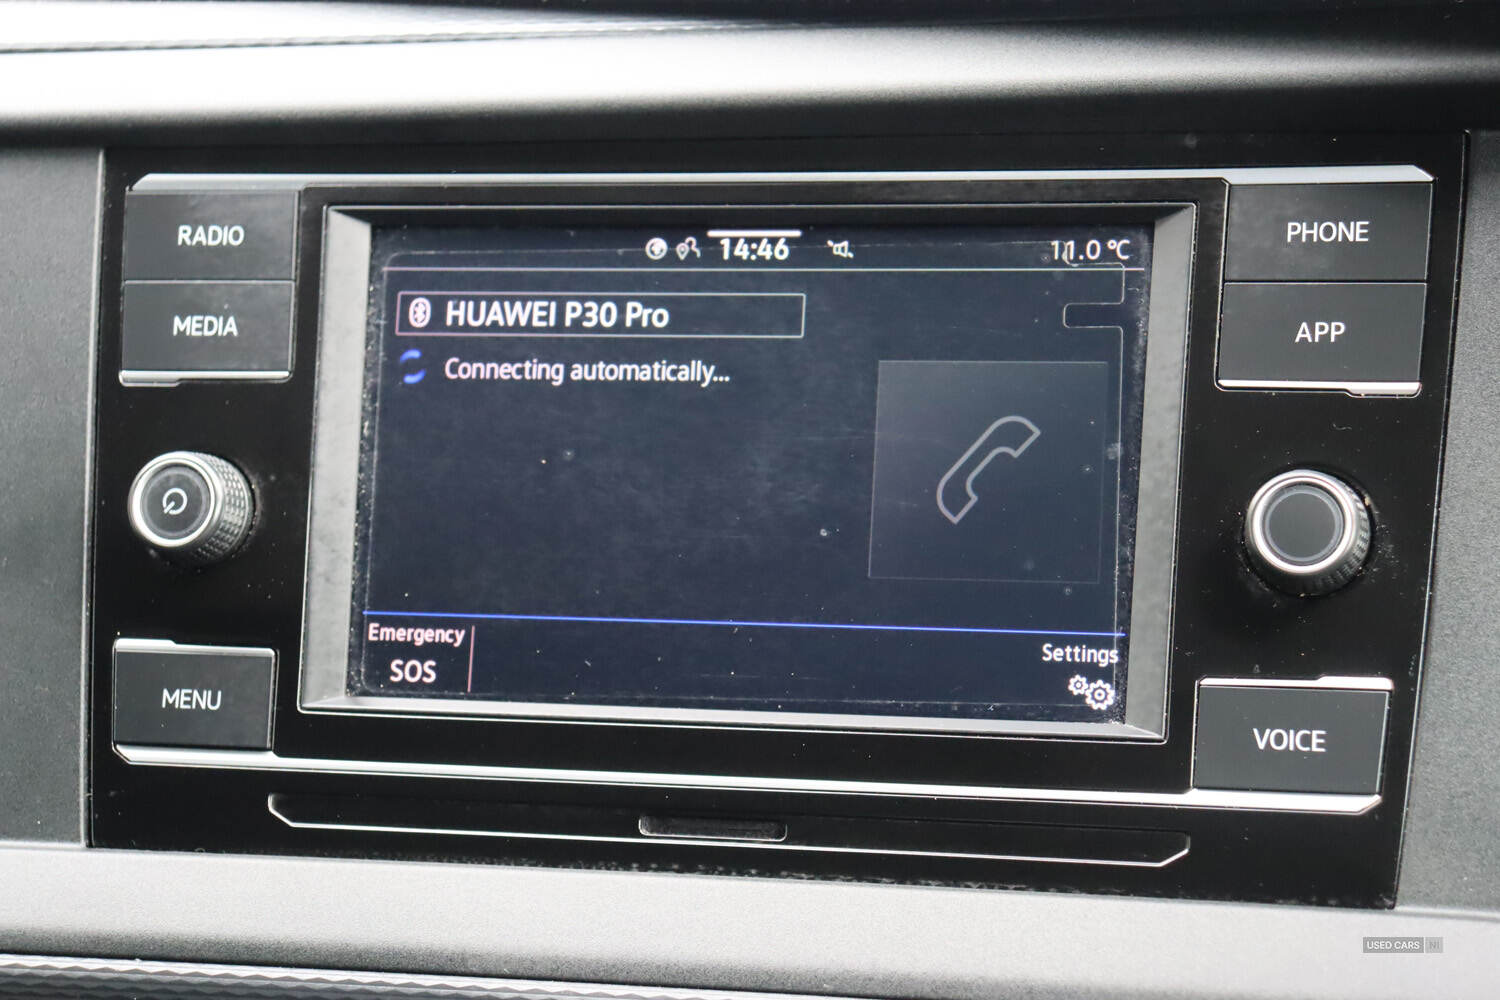 RADIO
MEDIA
MENU
14:46
11.0 °C
HUAWEI P30 Pro
Connecting automatically...
Emergency
SOS
Settings
PHONE
APP
VOICE
USED CARS NI